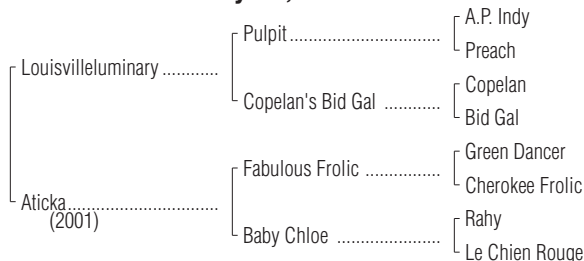 A.P. Indy
Pulpit
Preach
Louisvilleluminary
Copelan
Copelan's Bid Gal
Bid Gal
Green Dancer
Fabulous Frolic
Cherokee Frolic
Aticka
(2001)
Rahy
Baby Chloe
Le Chien Rouge